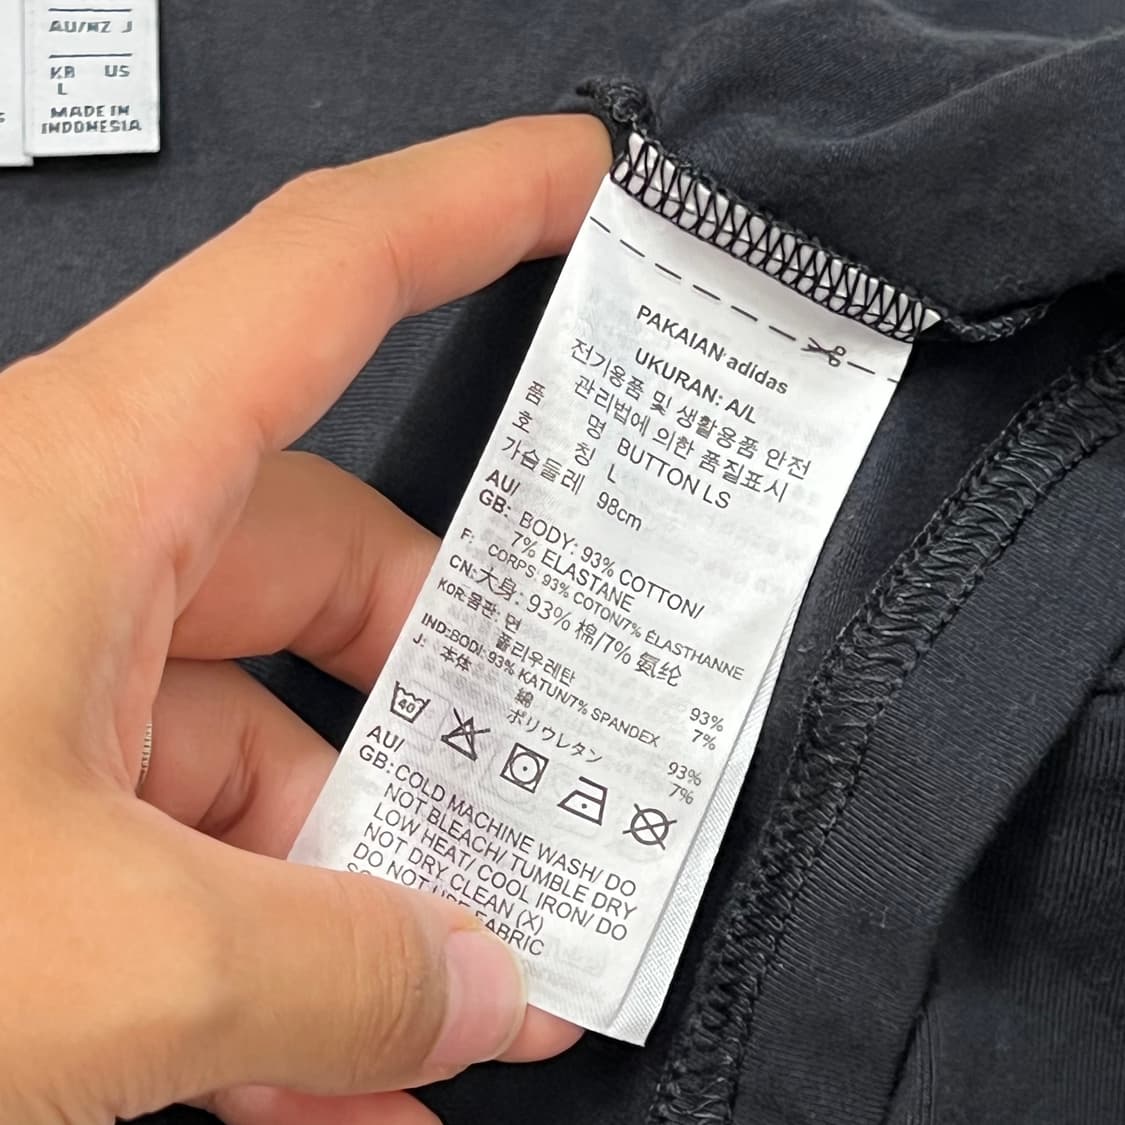 AU/NZ J
KR US
L
MADE IN
INDONESIA
PAKAIAN adidas
UKURAN: A/L
전기용품 및 생활용품 안전
관리법에 의한 품질표시
품 명 BUTTON LS
호 칭 L
가슴둘레 98cm
AU/
GB: BODY: 93% COTTON/
7% ELASTANE
F: CORPS: 93% COTON/7% ÉLASTHANNE
CN: 大身: 93% 棉/7% 氨纶
KOR: 몸판: 면 93%
폴리우레탄 7%
IND:BODI: 93% KATUN/7% SPANDEX
J: 本体 綿 93%
ポリウレタン 7%
40
AU/
GB: COLD MACHINE WASH/ DO
NOT BLEACH/ TUMBLE DRY
LOW HEAT/ COOL IRON/ DO
NOT DRY CLEAN (X)
DO NOT USE FABRIC